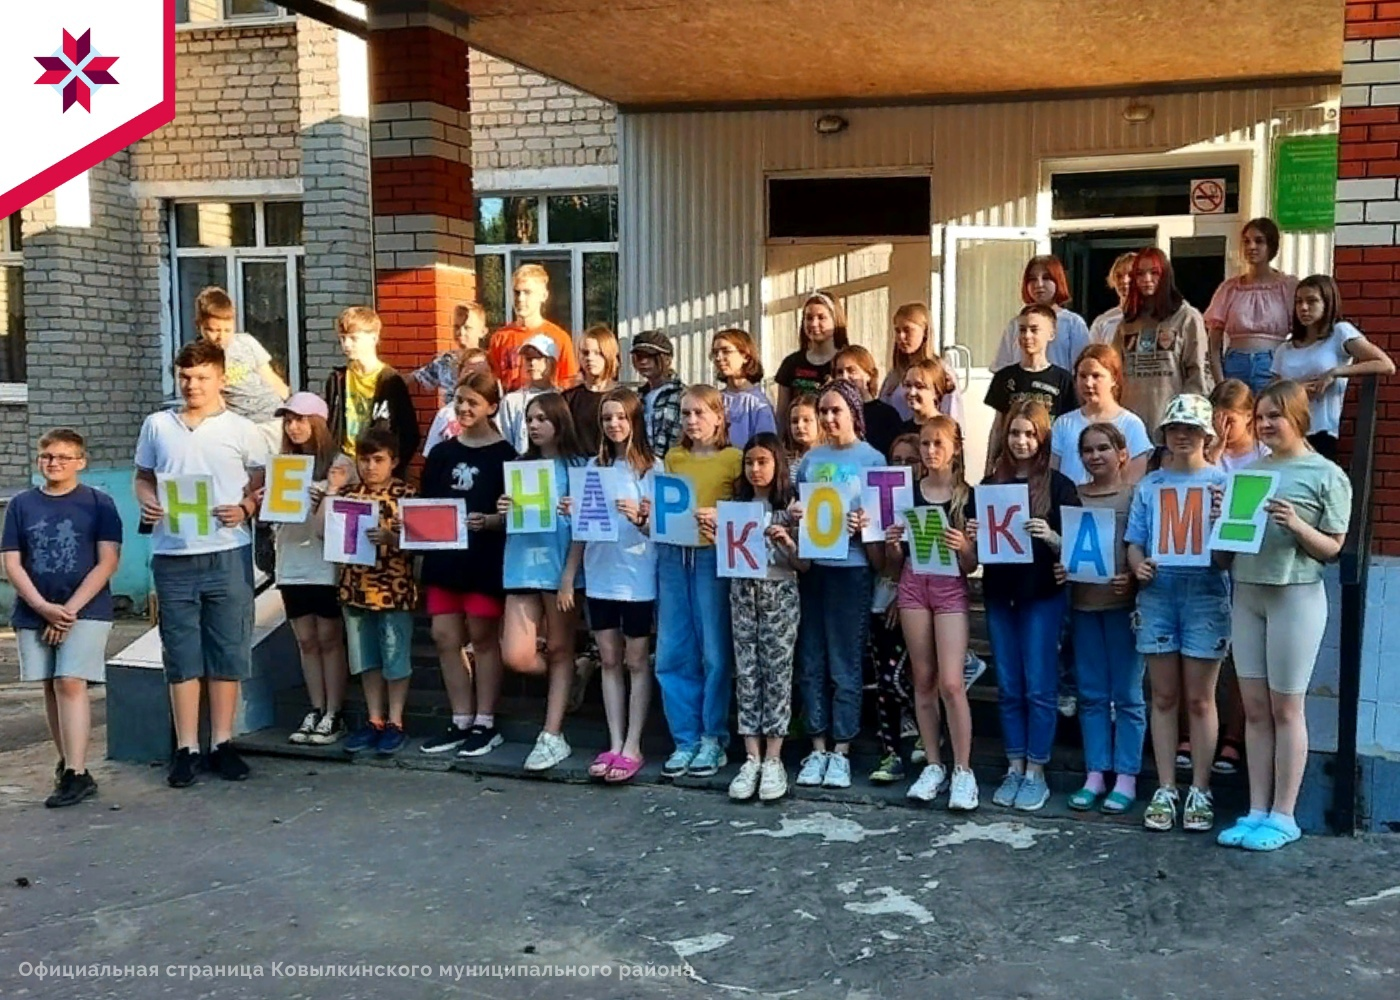 НЕТ НАРКОТИКАМ!
Официальная страница Ковылкинского муниципального района